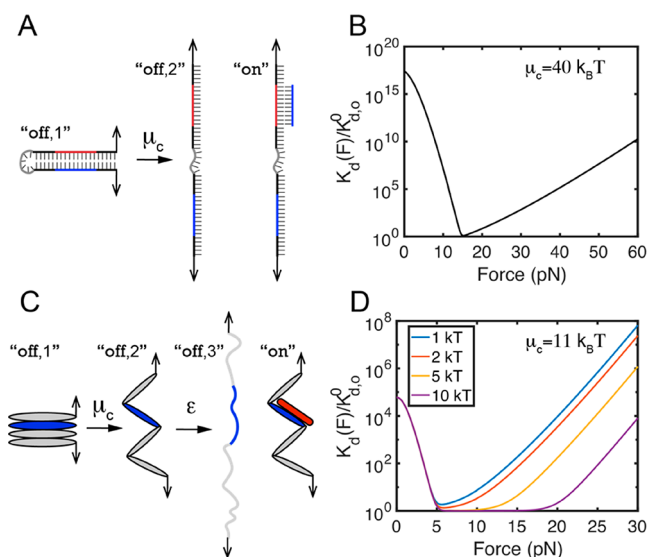 A
"off,1"
μc
"off,2"
"on"
B
μc=40 kBT
Kd(F)/K0d,o
10^20
10^15
10^10
10^5
10^0
0 10 20 30 40 50 60
Force (pN)
C
"off,1"
μc
"off,2"
ε
"off,3"
"on"
D
μc=11 kBT
1 kT
2 kT
5 kT
10 kT
Kd(F)/K0d,o
10^8
10^6
10^4
10^2
10^0
0 5 10 15 20 25 30
Force (pN)